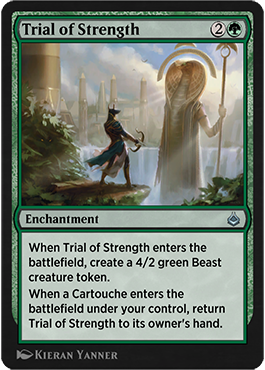 Trial of Strength 2
Enchantment
When Trial of Strength enters the
battlefield, create a 4/2 green Beast
creature token.
When a Cartouche enters the
battlefield under your control, return
Trial of Strength to its owner's hand.
KIERAN YANNER